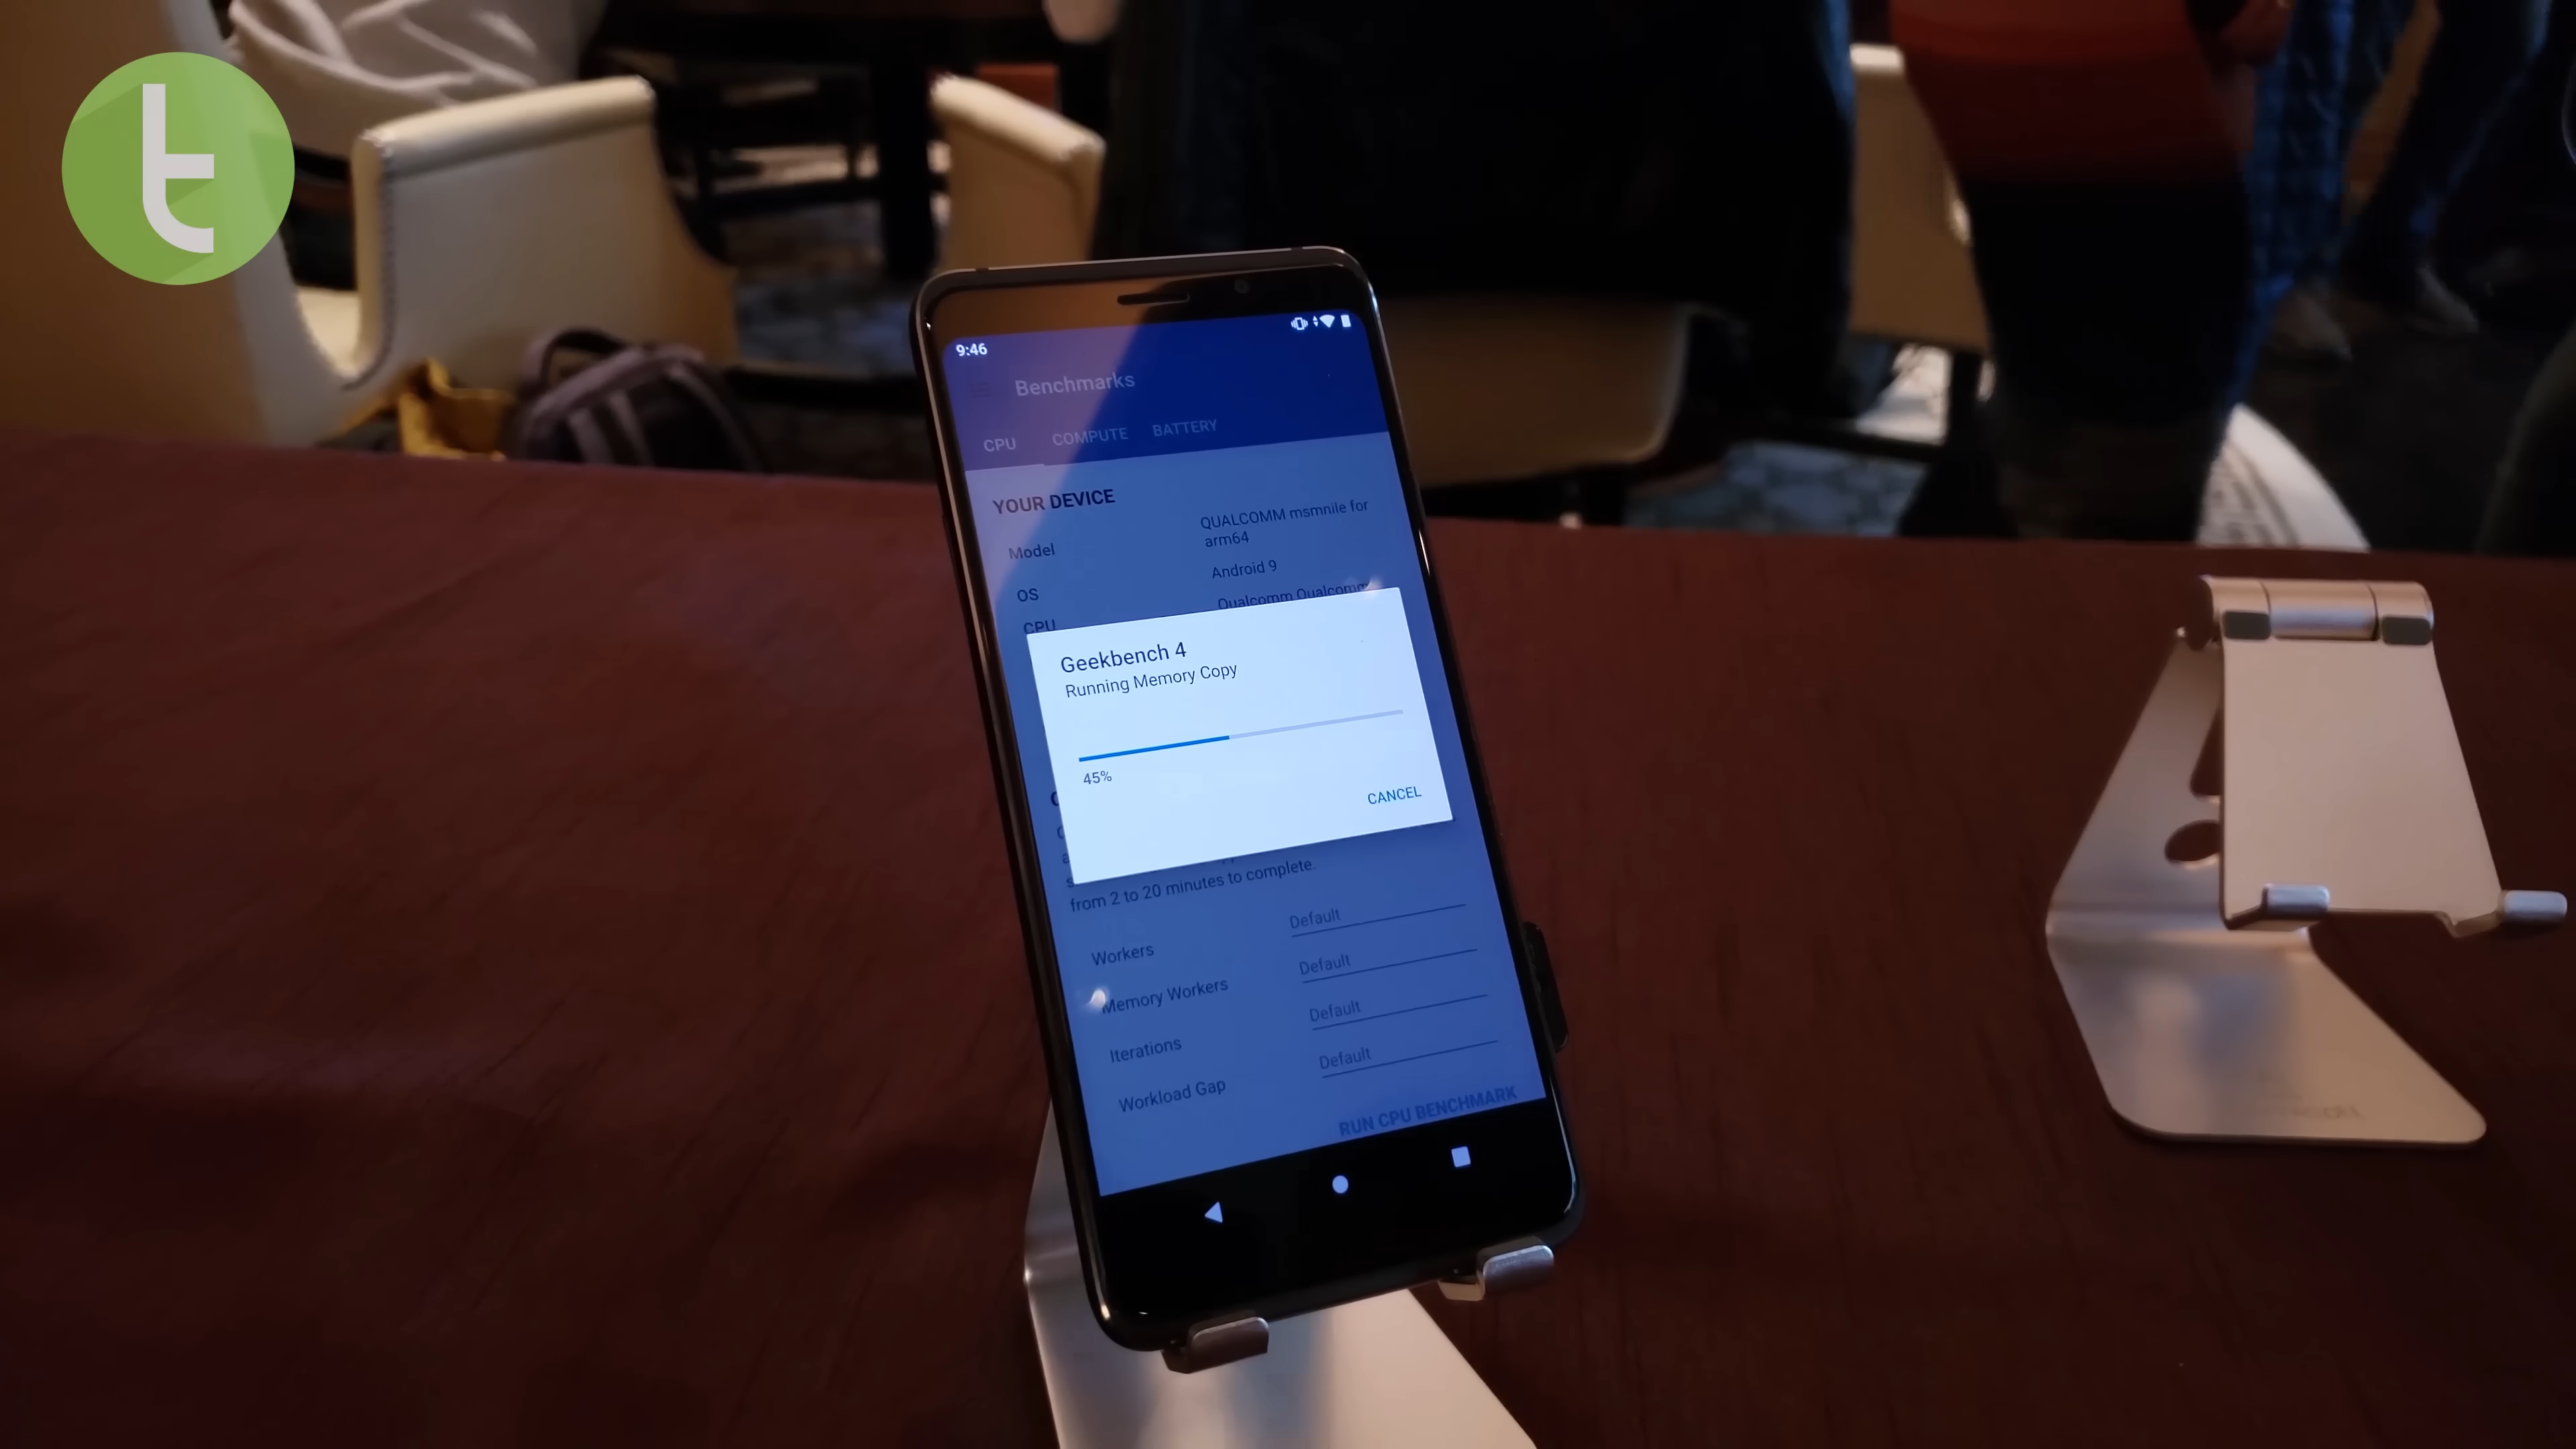 t
9:46
Benchmarks
CPU COMPUTE BATTERY
YOUR DEVICE
Model QUALCOMM msmnile for
arm64
OS Android 9
CPU Qualcomm Qualcomm
Geekbench 4
Running Memory Copy
45%
CANCEL
from 2 to 20 minutes to complete.
Workers Default
Memory Workers Default
Iterations Default
Workload Gap Default
RUN CPU BENCHMARK